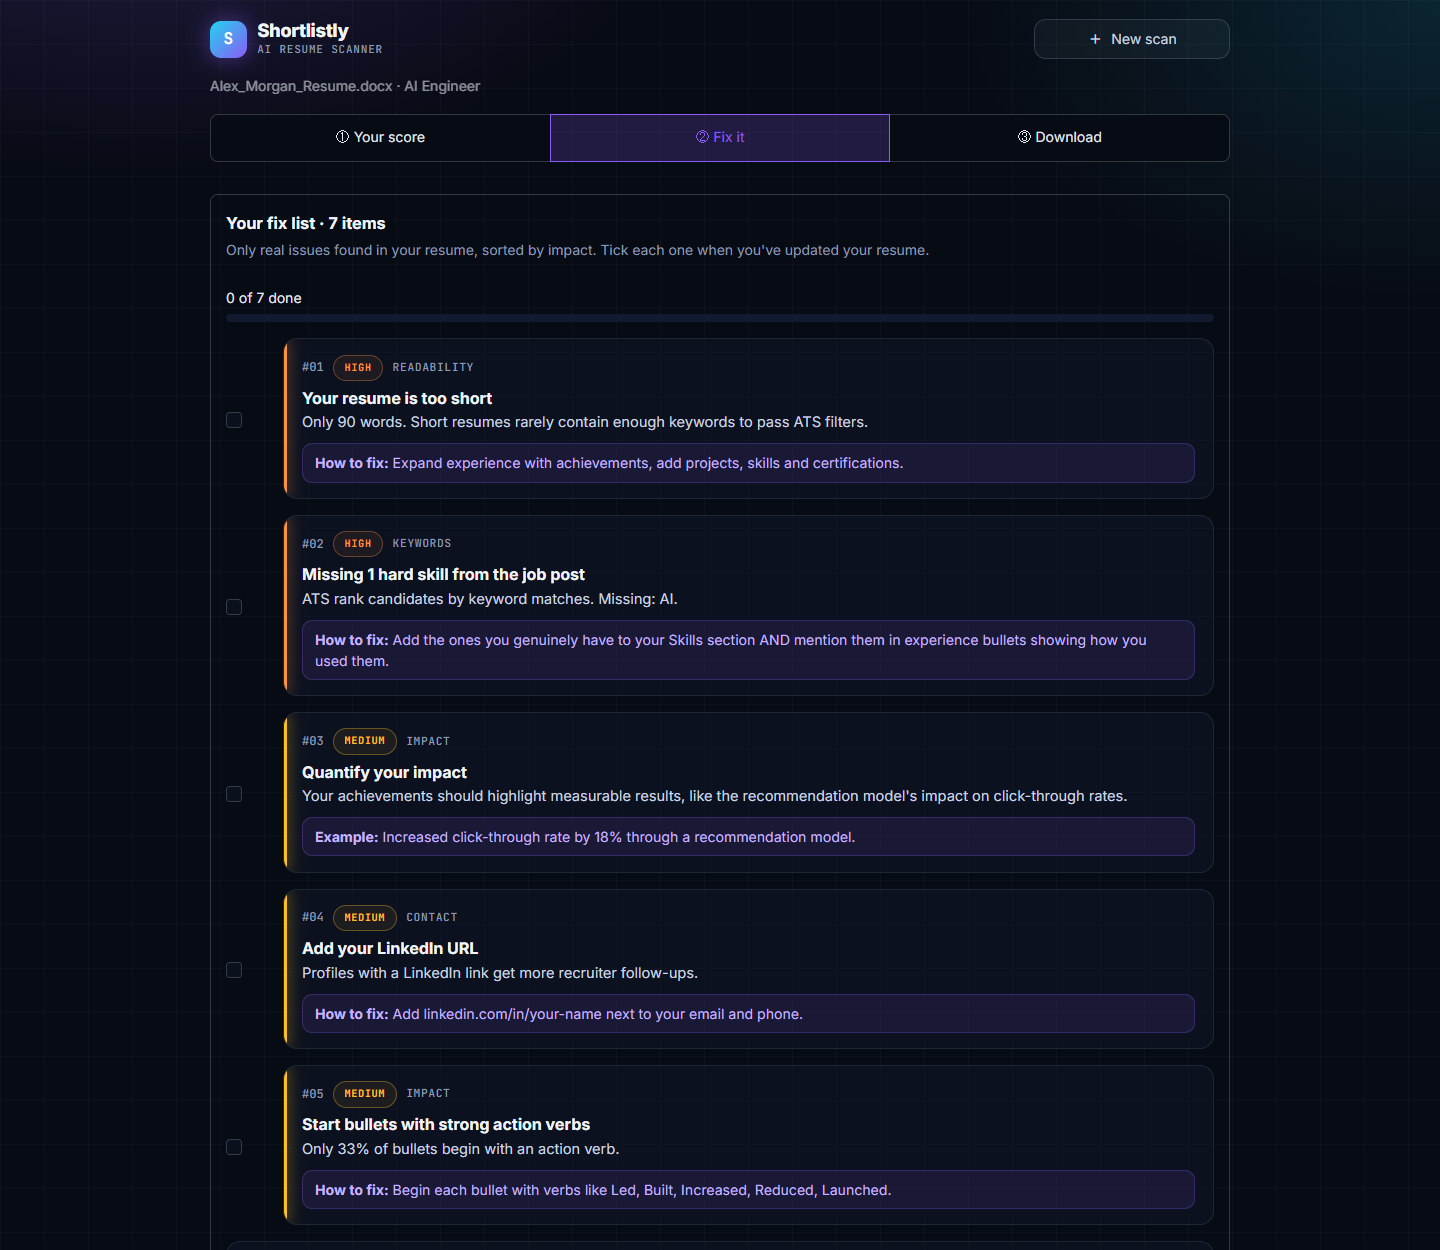 S
Shortlistly
AI RESUME SCANNER
+ New scan
Alex_Morgan_Resume.docx · AI Engineer
① Your score
② Fix it
③ Download
Your fix list · 7 items
Only real issues found in your resume, sorted by impact. Tick each one when you've updated your resume.
0 of 7 done
#01 HIGH READABILITY
Your resume is too short
Only 90 words. Short resumes rarely contain enough keywords to pass ATS filters.
How to fix: Expand experience with achievements, add projects, skills and certifications.
#02 HIGH KEYWORDS
Missing 1 hard skill from the job post
ATS rank candidates by keyword matches. Missing: AI.
How to fix: Add the ones you genuinely have to your Skills section AND mention them in experience bullets showing how you
used them.
#03 MEDIUM IMPACT
Quantify your impact
Your achievements should highlight measurable results, like the recommendation model's impact on click-through rates.
Example: Increased click-through rate by 18% through a recommendation model.
#04 MEDIUM CONTACT
Add your LinkedIn URL
Profiles with a LinkedIn link get more recruiter follow-ups.
How to fix: Add linkedin.com/in/your-name next to your email and phone.
#05 MEDIUM IMPACT
Start bullets with strong action verbs
Only 33% of bullets begin with an action verb.
How to fix: Begin each bullet with verbs like Led, Built, Increased, Reduced, Launched.